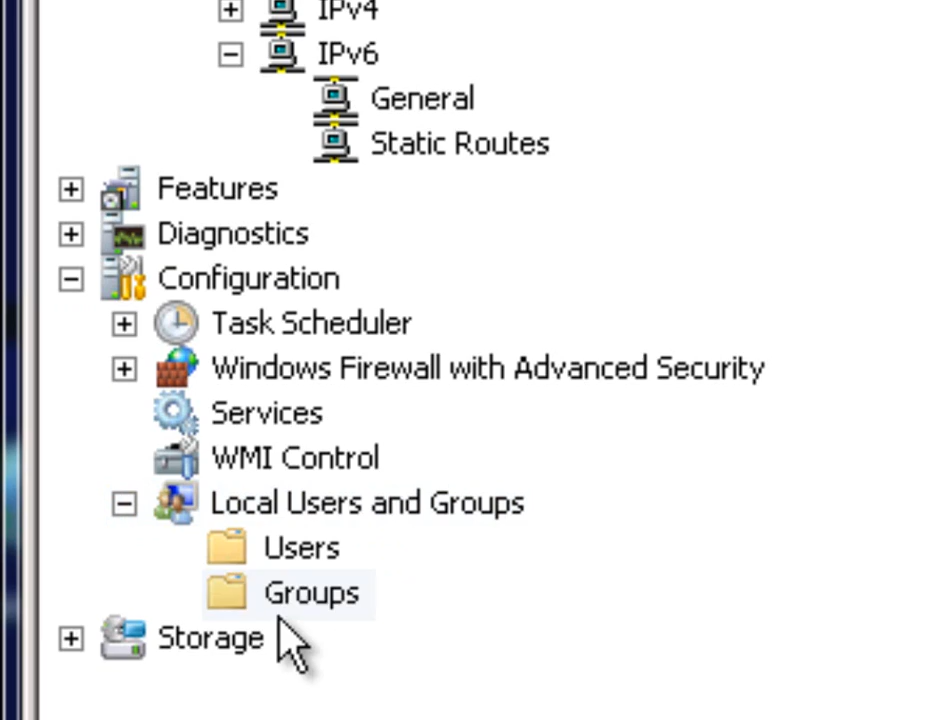 IPv4
IPv6
General
Static Routes
Features
Diagnostics
Configuration
Task Scheduler
Windows Firewall with Advanced Security
Services
WMI Control
Local Users and Groups
Users
Groups
Storage